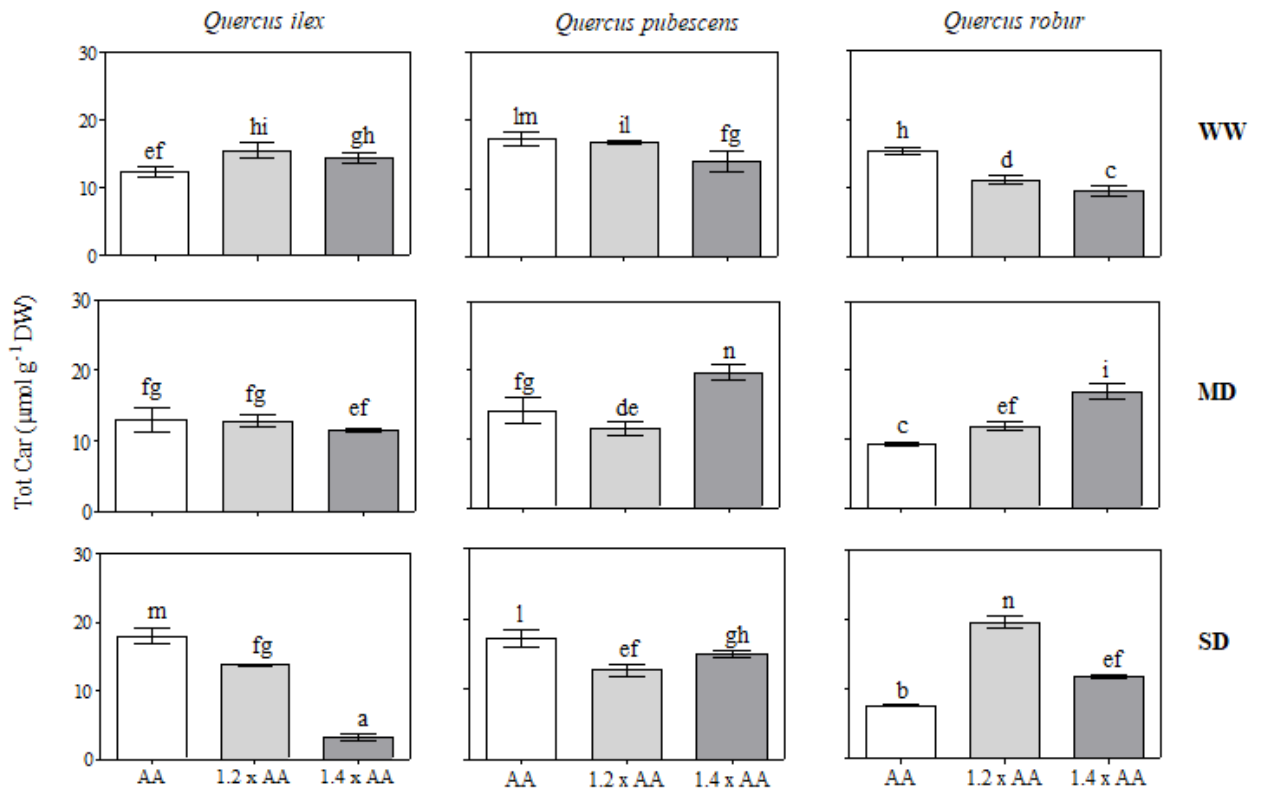 Quercus ilex Quercus pubescens Quercus robur
30 20 10 0
ef hi gh
lm il fg
h d c
WW
Tot Car (µmol g⁻¹ DW)
30 20 10 0
fg fg ef
fg de n
c ef i
MD
30 20 10 0
m fg a
l ef gh
b n ef
SD
AA 1.2 x AA 1.4 x AA
AA 1.2 x AA 1.4 x AA
AA 1.2 x AA 1.4 x AA